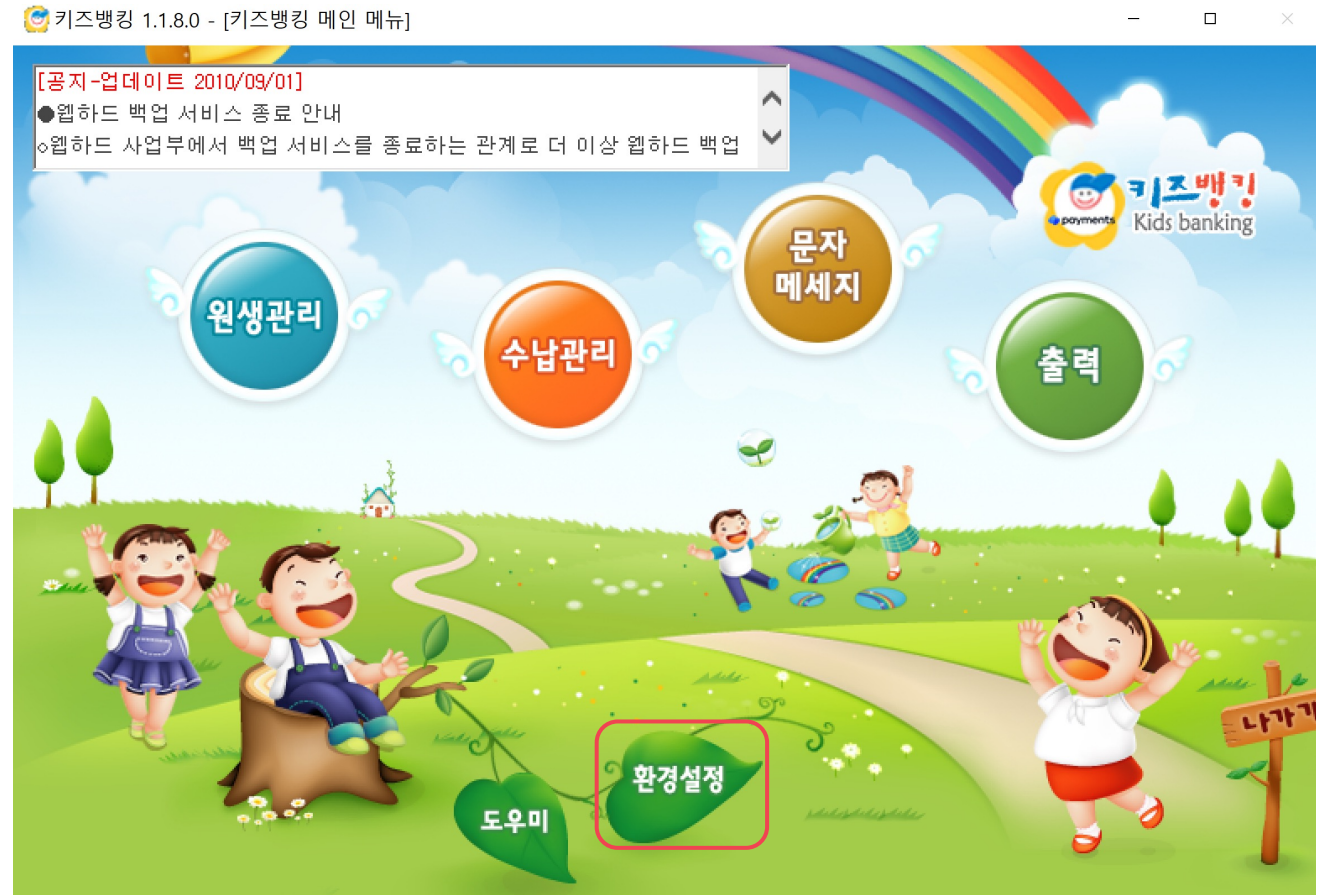 키즈뱅킹 1.1.8.0 - [키즈뱅킹 메인 메뉴]
[공지-업데이트 2010/09/01]
●웹하드 백업 서비스 종료 안내
◇웹하드 사업부에서 백업 서비스를 종료하는 관계로 더 이상 웹하드 백업
payments
키즈뱅킹
Kids banking
원생관리
수납관리
문자
메세지
출력
나가기
환경설정
도우미